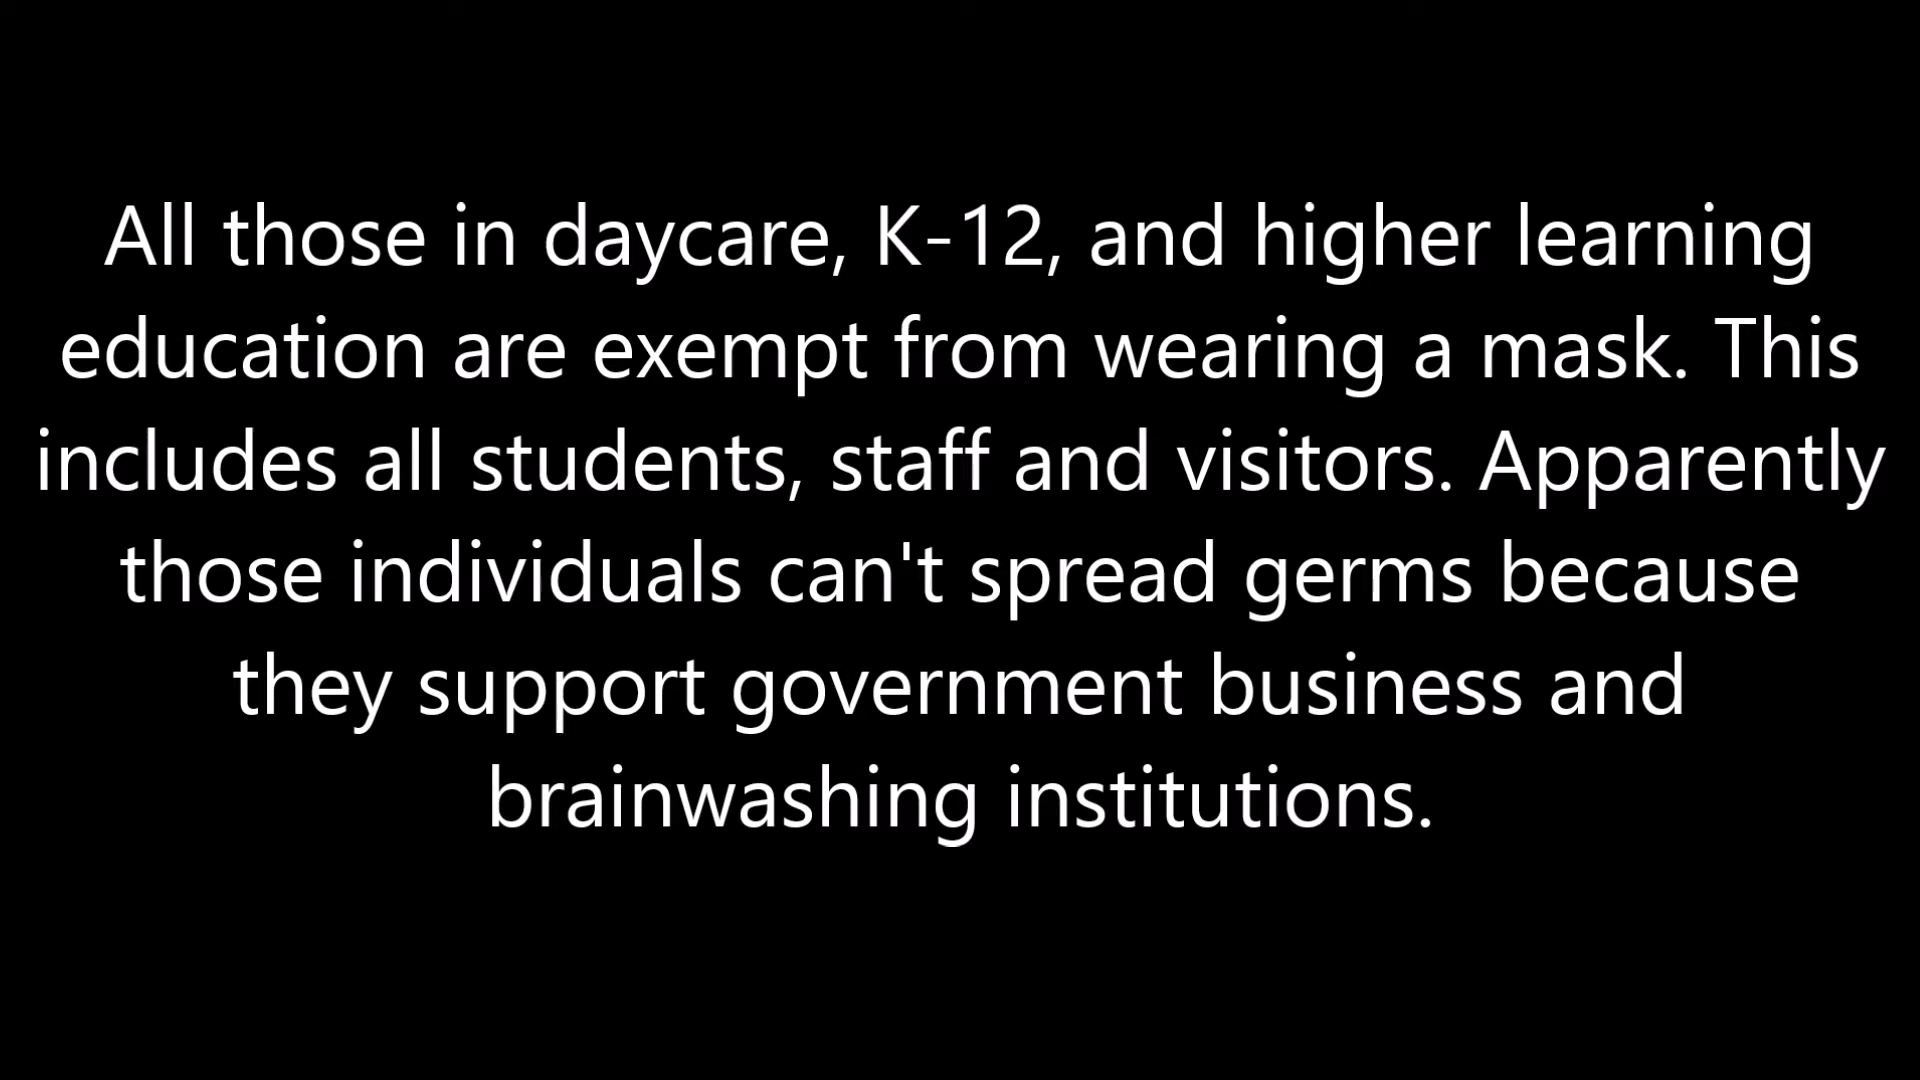 All those in daycare, K-12, and higher learning
education are exempt from wearing a mask. This
includes all students, staff and visitors. Apparently
those individuals can't spread germs because
they support government business and
brainwashing institutions.